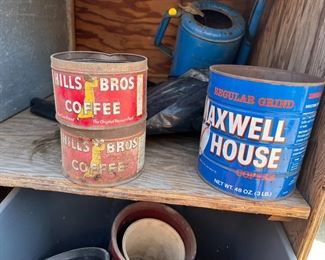 HILLS BROS
COFFEE
The Original Vacuum Pack
HILLS BROS
COFFEE
REGULAR GRIND
MAXWELL
HOUSE
COFFEE
NET WT. 48 OZ. (3 LB.)